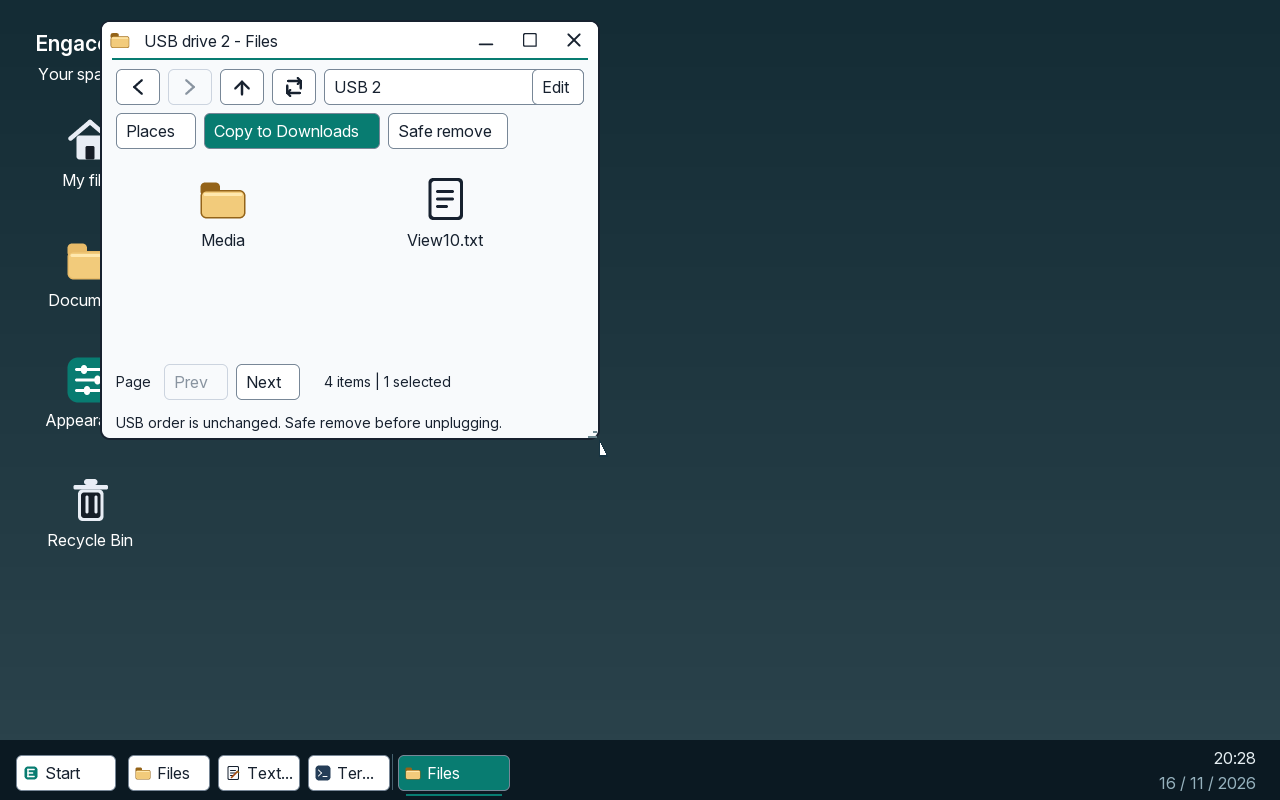 Engac
USB drive 2 - Files
Your spa
USB 2
Edit
Places
Copy to Downloads
Safe remove
My fil
Media
View10.txt
Docum
Page
Prev
Next
4 items | 1 selected
Appeara
USB order is unchanged. Safe remove before unplugging.
Recycle Bin
Start
Files
Text...
Ter...
Files
20:28
16 / 11 / 2026